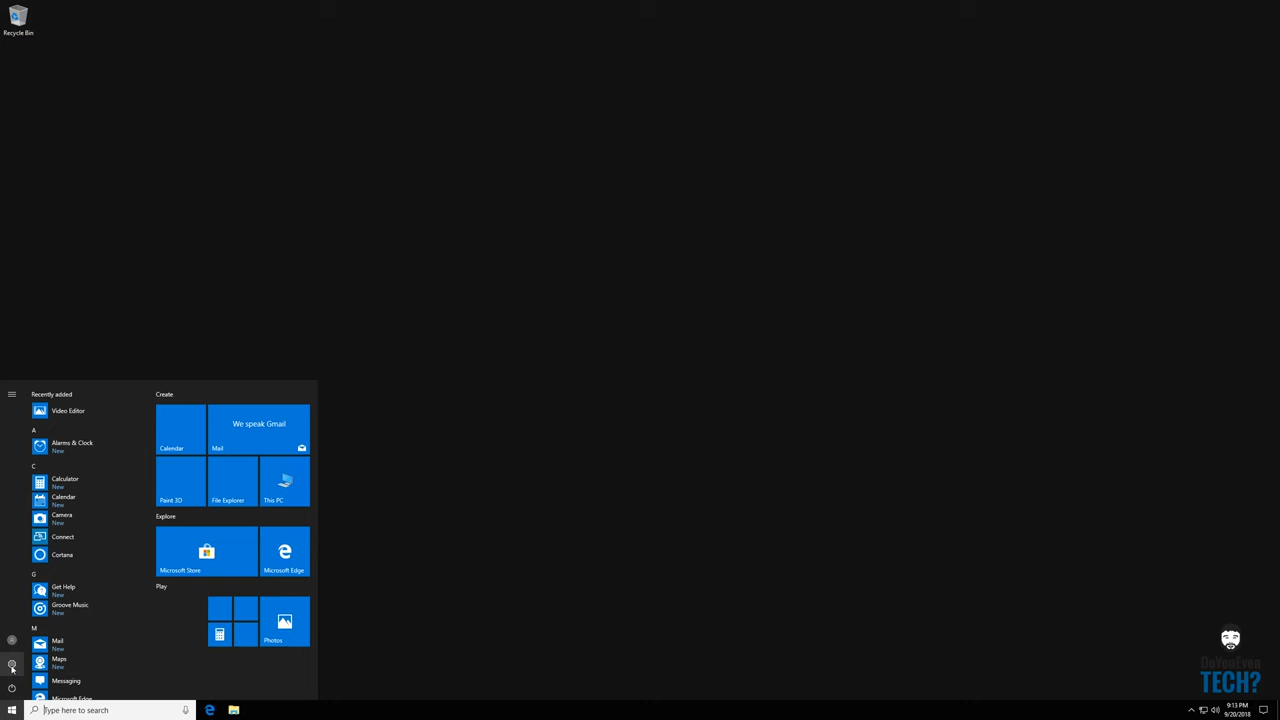 Recycle Bin
Recently added
Video Editor
A
Alarms & Clock
New
C
Calculator
New
Calendar
New
Camera
New
Connect
Cortana
G
Get Help
New
Groove Music
New
M
Mail
New
Maps
New
Messaging
Microsoft Edge
Create
Calendar
We speak Gmail
Mail
Paint 3D
File Explorer
This PC
Explore
Microsoft Store
Microsoft Edge
Play
Photos
DoYouEven
TECH?
Type here to search
9:13 PM
9/20/2018